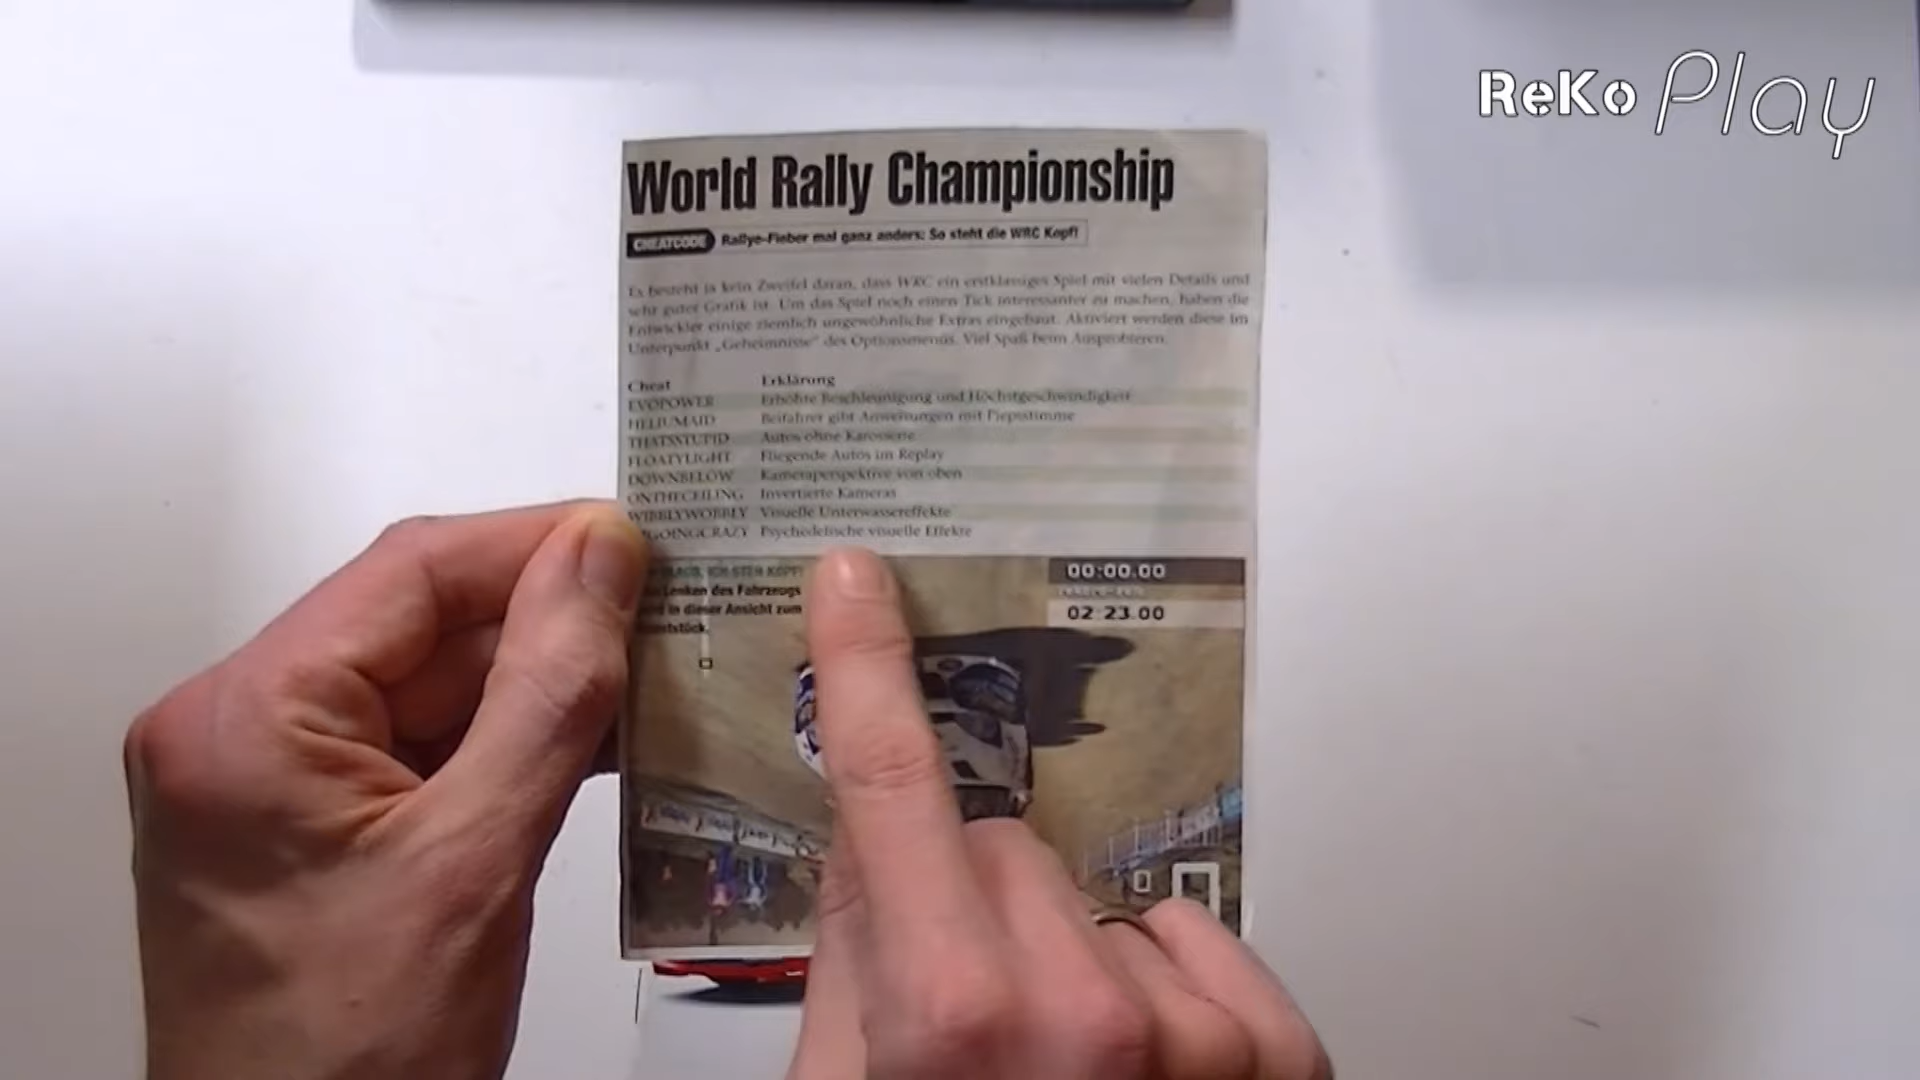 ReKo Play
World Rally Championship
CHEATCODE Rallye-Fieber mal ganz anders: So steht die WRC Kopf!
Es besteht ja kein Zweifel daran, dass WRC ein erstklassiges Spiel mit vielen Details und
sehr guter Grafik ist. Um das Spiel noch einen Tick interessanter zu machen, haben die
Entwickler einige ziemlich ungewöhnliche Extras eingebaut. Aktiviert werden diese im
Unterpunkt „Geheimnisse" des Optionsmenüs. Viel Spaß beim Ausprobieren.
Cheat Erklärung
EVOPOWER Erhöhte Beschleunigung und Höchstgeschwindigkeit
HELIUMAID Beifahrer gibt Anweisungen mit Piepsstimme
THATSSTUPID Autos ohne Karosserie
FLOATYLIGHT Fliegende Autos im Replay
DOWNBELOW Kameraperspektive von oben
ONTHECEILING Invertierte Kameras
WIBBLYWOBBLY Visuelle Unterwassereffekte
GOINGCRAZY Psychedelische visuelle Effekte
ICH STEH KOPF!
Lenken des Fahrzeugs
in dieser Ansicht zum
00:00.00
02:23.00